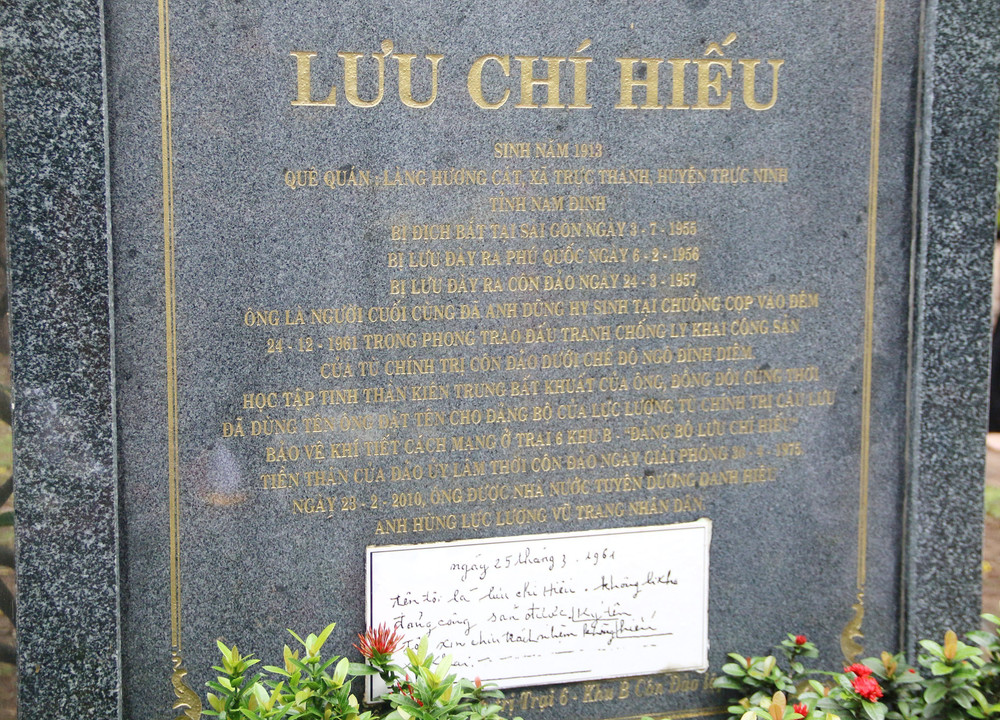 LƯU CHÍ HIẾU
SINH NĂM 1913
QUÊ QUÁN : LÀNG HƯƠNG CÁT, XÃ TRỰC THANH, HUYỆN TRỰC NINH
TỈNH NAM ĐỊNH
BỊ ĐỊCH BẮT TẠI SÀI GÒN NGÀY 3 - 7 - 1955
BỊ LƯU ĐÀY RA PHÚ QUỐC NGÀY 6 - 2 - 1956
BỊ LƯU ĐÀY RA CÔN ĐẢO NGÀY 24 - 3 - 1957
ÔNG LÀ NGƯỜI CUỐI CÙNG ĐÃ ANH DŨNG HY SINH TẠI CHUỒNG CỌP VÀO ĐÊM
24 - 12 - 1961 TRONG PHONG TRÀO ĐẤU TRANH CHỐNG LY KHAI CỘNG SẢN
CỦA TÙ CHÍNH TRỊ CÔN ĐẢO DƯỚI CHẾ ĐỘ NGÔ ĐÌNH DIỆM.
HỌC TẬP TINH THẦN KIÊN TRUNG BẤT KHUẤT CỦA ÔNG, ĐỒNG ĐỘI CÙNG THỜI
ĐÃ DÙNG TÊN ÔNG ĐẶT TÊN CHO ĐẢNG BỘ CỦA LỰC LƯỢNG TÙ CHÍNH TRỊ CÂU LƯU
BẢO VỆ KHÍ TIẾT CÁCH MẠNG Ở TRẠI 6 KHU B - "ĐẢNG BỘ LƯU CHÍ HIẾU"
TIỀN THÂN CỦA ĐẢO ỦY LÂM THỜI CÔN ĐẢO NGÀY GIẢI PHÓNG 30 - 4 - 1975.
NGÀY 23 - 2 - 2010, ÔNG ĐƯỢC NHÀ NƯỚC TUYÊN DƯƠNG DANH HIỆU
ANH HÙNG LỰC LƯỢNG VŨ TRANG NHÂN DÂN
ngày 25 tháng 3 . 1961
tên tôi là lưu chí Hiếu . không li khai
đảng cộng sản được ký tên
tôi xin chịu trách nhiệm
Trại 6 - Khu B Côn Đảo